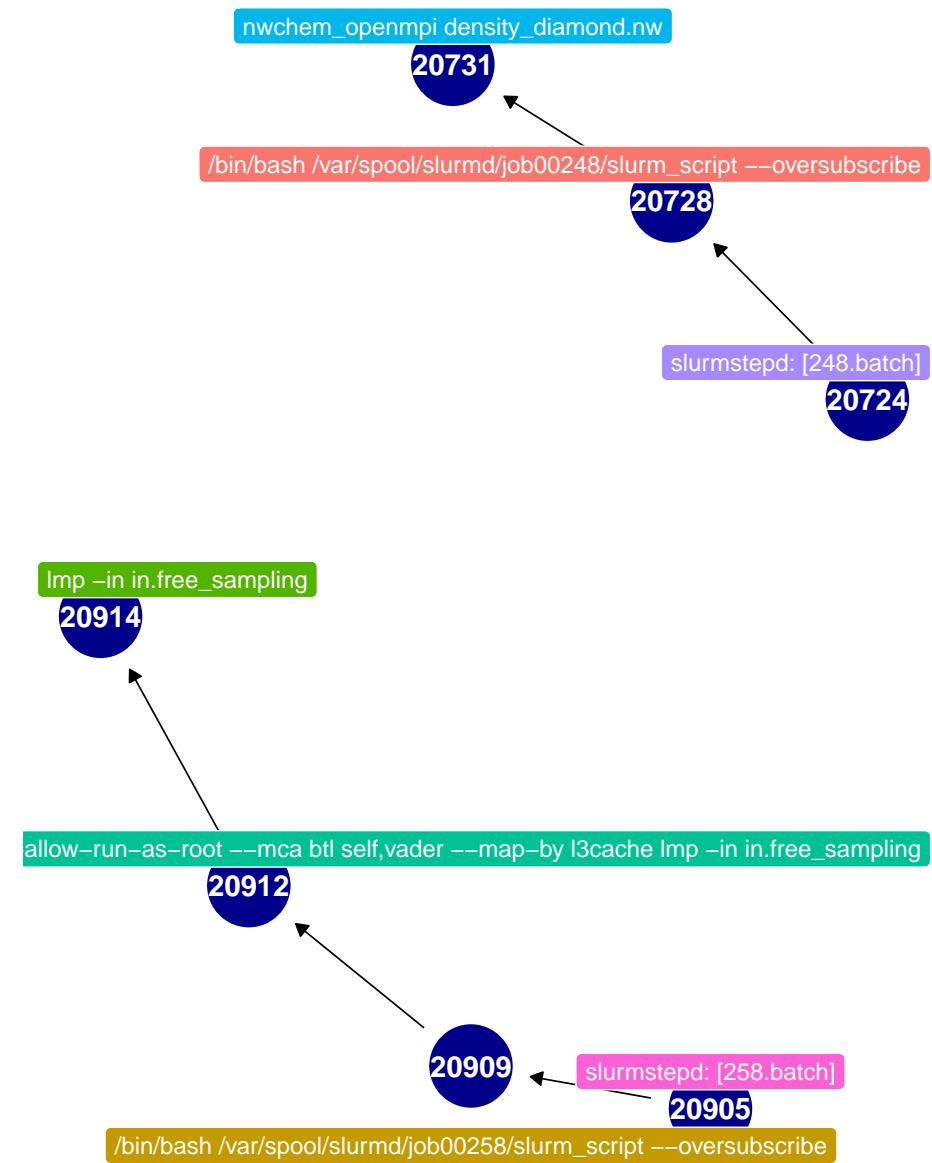 nwchem_openmpi density_diamond.nw
20731
/bin/bash /var/spool/slurmd/job00248/slurm_script −−oversubscribe
20728
slurmstepd: [248.batch]
20724
lmp −in in.free_sampling
20914
allow−run−as−root −−mca btl self,vader −−map−by l3cache lmp −in in.free_sampling
20912
20909
slurmstepd: [258.batch]
20905
/bin/bash /var/spool/slurmd/job00258/slurm_script −−oversubscribe